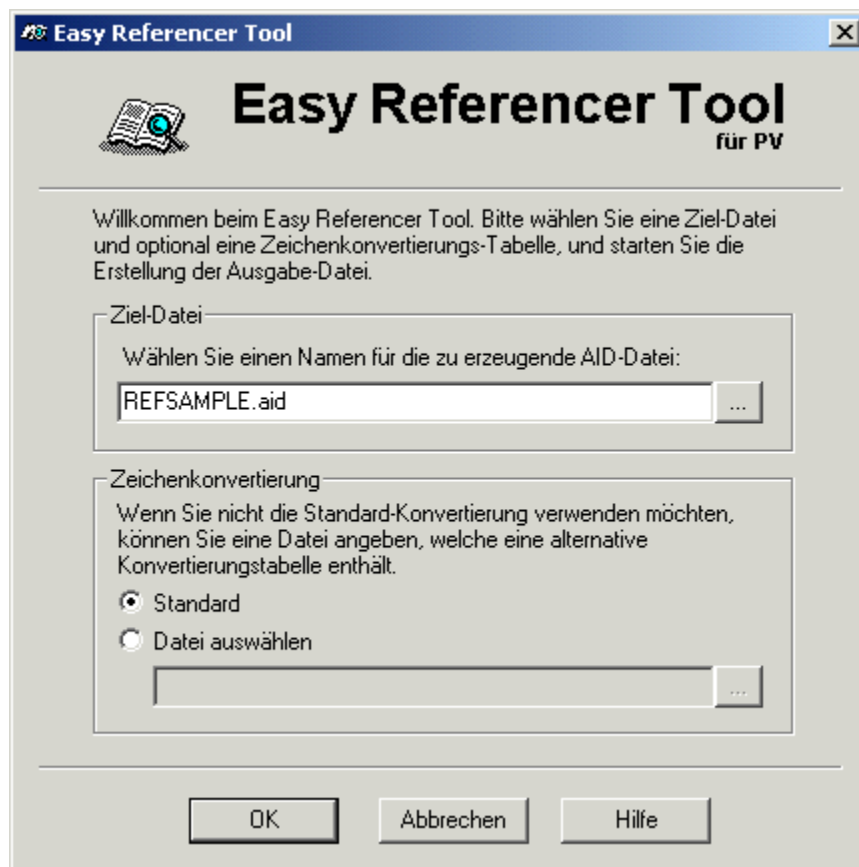 Easy Referencer Tool
Easy Referencer Tool
für PV
Willkommen beim Easy Referencer Tool. Bitte wählen Sie eine Ziel-Datei
und optional eine Zeichenkonvertierungs-Tabelle, und starten Sie die
Erstellung der Ausgabe-Datei.
Ziel-Datei
Wählen Sie einen Namen für die zu erzeugende AID-Datei:
REFSAMPLE.aid
...
Zeichenkonvertierung
Wenn Sie nicht die Standard-Konvertierung verwenden möchten,
können Sie eine Datei angeben, welche eine alternative
Konvertierungstabelle enthält.
Standard
Datei auswählen
...
OK Abbrechen Hilfe